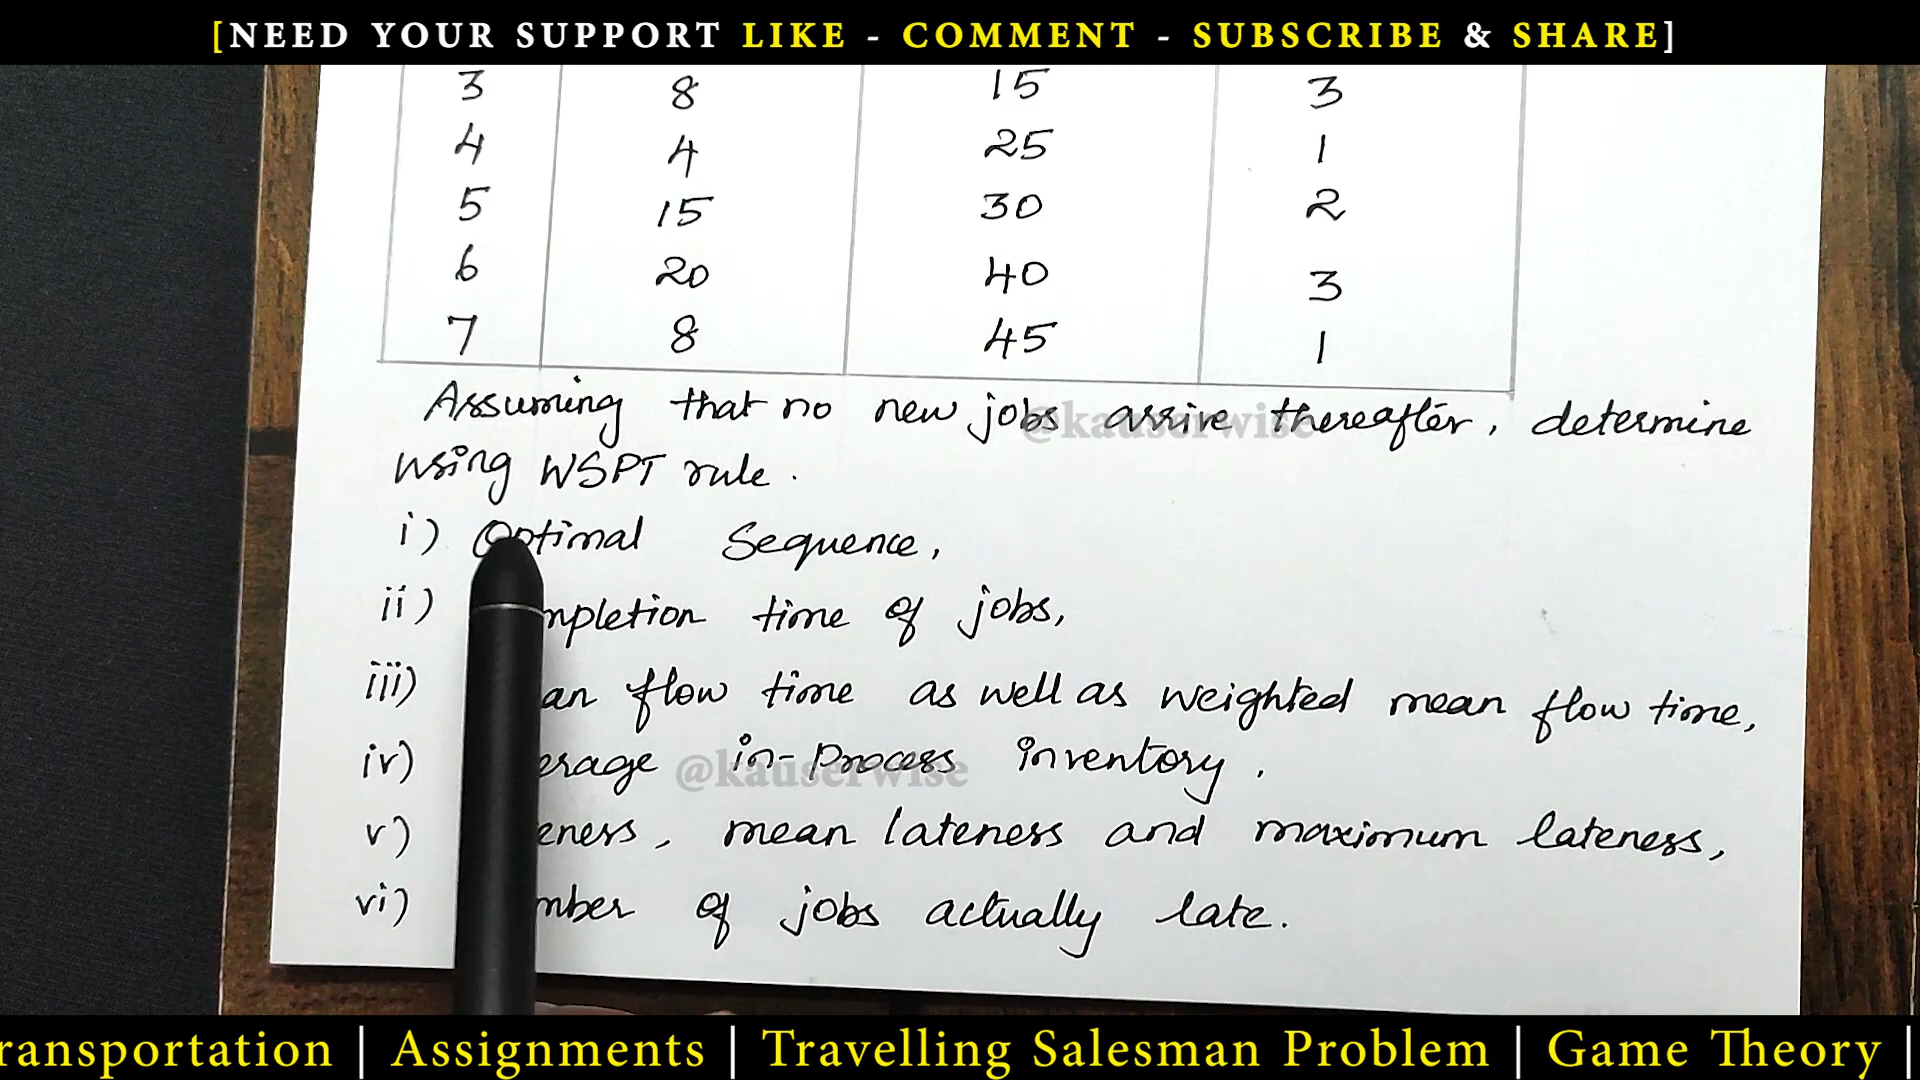 [NEED YOUR SUPPORT LIKE - COMMENT - SUBSCRIBE & SHARE]
3 8 15 3
4 4 25 1
5 15 30 2
6 20 40 3
7 8 45 1
Assuming that no new jobs arrive thereafter, determine
@kauserwise
using WSPT rule.
i) Optimal Sequence,
ii) mpletion time of jobs,
iii) an flow time as well as weighted mean flow time,
iv) erage in-process inventory.
@kauserwise
v) eness, mean lateness and maximum lateness,
vi) mber of jobs actually late.
ransportation | Assignments | Travelling Salesman Problem | Game Theory |